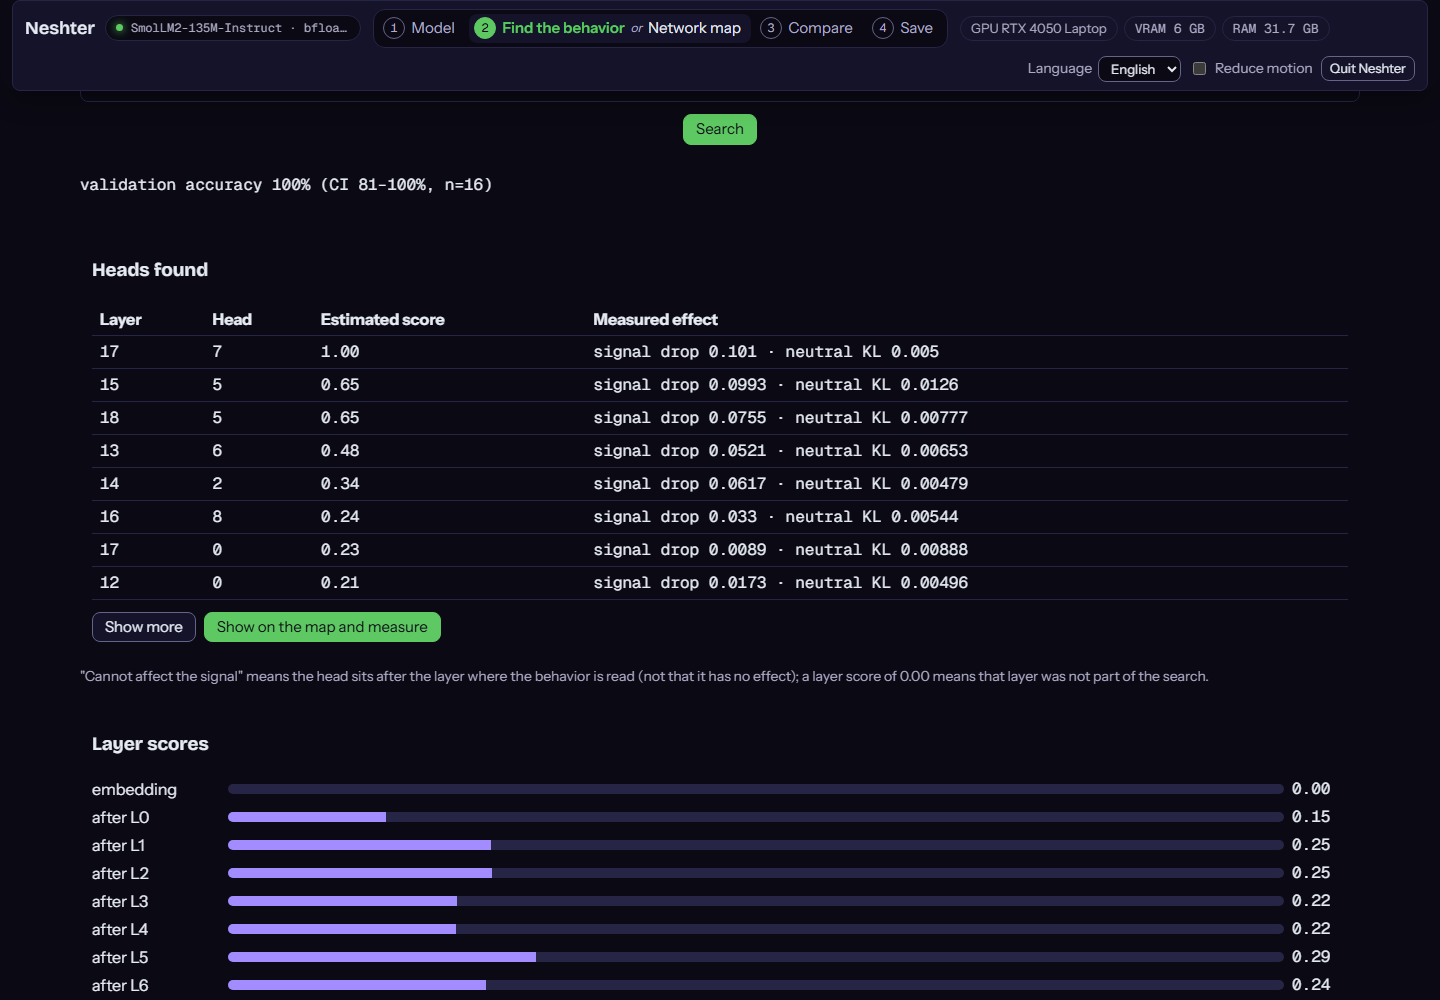 Neshter
SmolLM2-135M-Instruct · bfloa…
1 Model
2 Find the behavior or Network map
3 Compare
4 Save
GPU RTX 4050 Laptop
VRAM 6 GB
RAM 31.7 GB
Language English
Reduce motion
Quit Neshter
Search
validation accuracy 100% (CI 81–100%, n=16)
Heads found
Layer Head Estimated score Measured effect
17 7 1.00 signal drop 0.101 · neutral KL 0.005
15 5 0.65 signal drop 0.0993 · neutral KL 0.0126
18 5 0.65 signal drop 0.0755 · neutral KL 0.00777
13 6 0.48 signal drop 0.0521 · neutral KL 0.00653
14 2 0.34 signal drop 0.0617 · neutral KL 0.00479
16 8 0.24 signal drop 0.033 · neutral KL 0.00544
17 0 0.23 signal drop 0.0089 · neutral KL 0.00888
12 0 0.21 signal drop 0.0173 · neutral KL 0.00496
Show more
Show on the map and measure
"Cannot affect the signal" means the head sits after the layer where the behavior is read (not that it has no effect); a layer score of 0.00 means that layer was not part of the search.
Layer scores
embedding 0.00
after L0 0.15
after L1 0.25
after L2 0.25
after L3 0.22
after L4 0.22
after L5 0.29
after L6 0.24